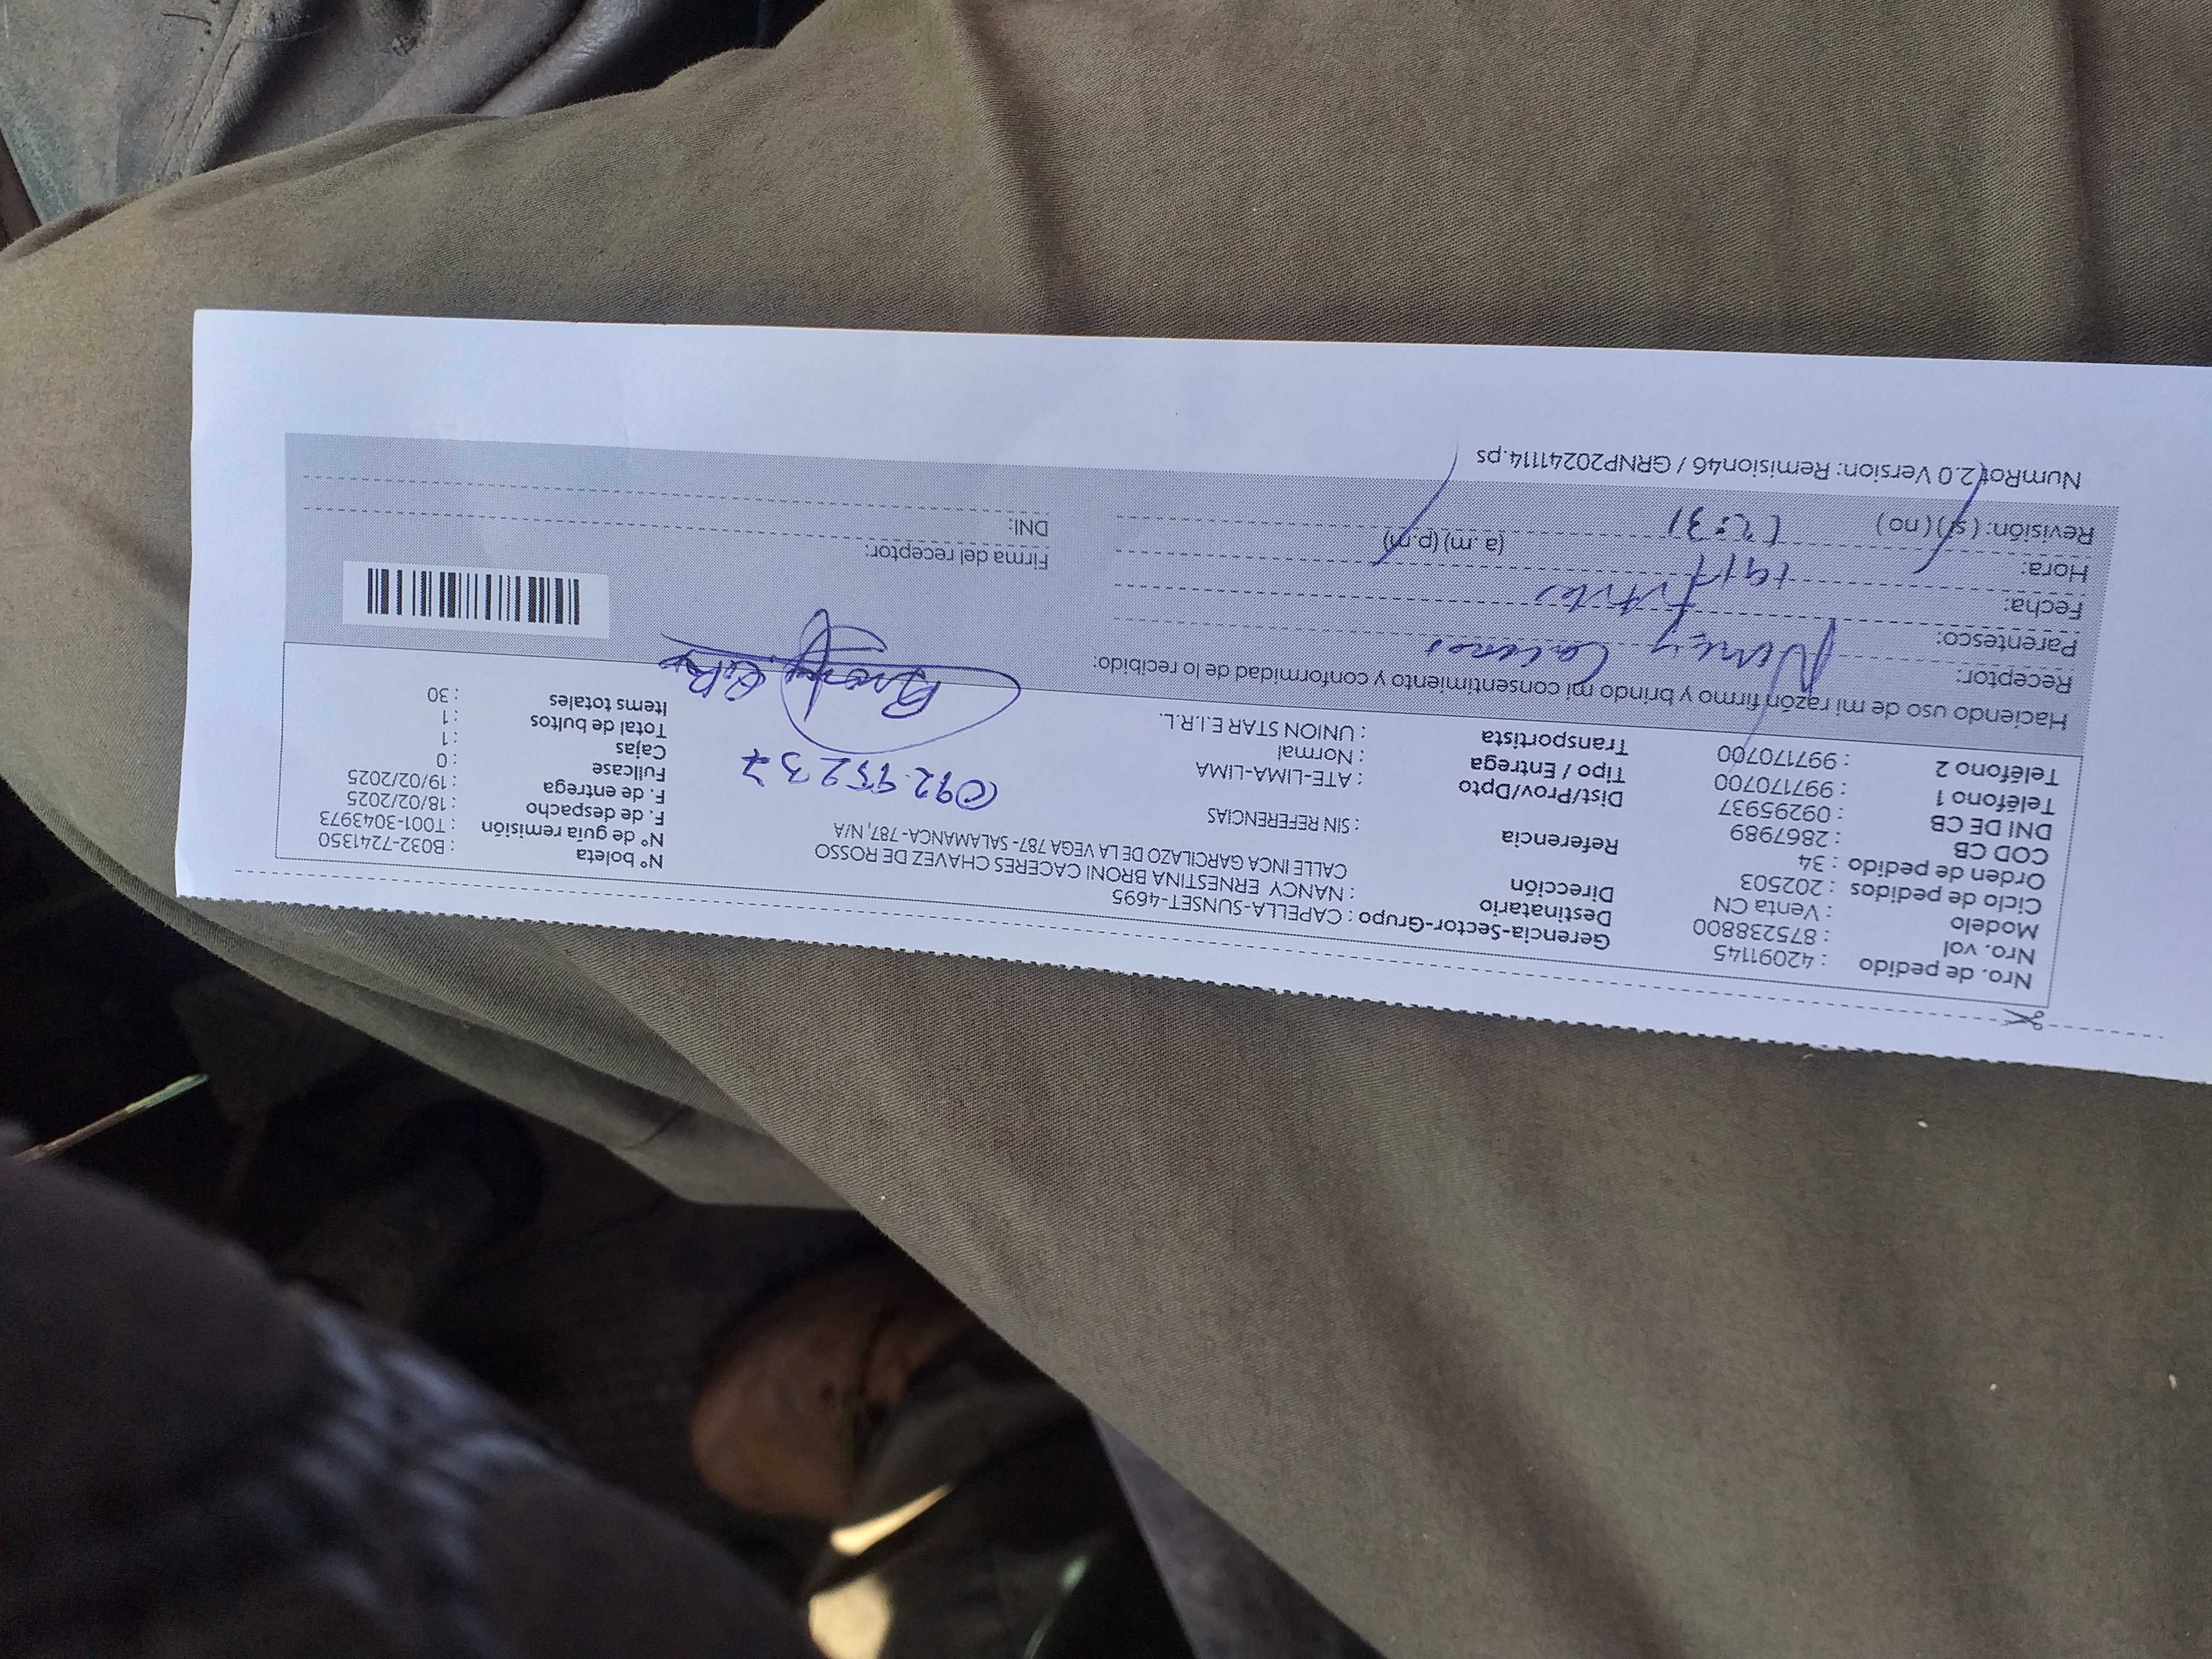 Nro. de pedido : 42091145
Nro. vol : 875238800
Modelo : Venta CN
Ciclo de pedidos : 202503
Orden de pedido : 34
COD CB : 2867989
DNI DE CB : 09295937
Teléfono 1 : 997170700
Teléfono 2 : 997170700
Gerencia-Sector-Grupo : CAPELLA-SUNSET-4695
Destinatario : NANCY ERNESTINA BRONI CACERES CHAVEZ DE ROSSO
Dirección CALLE INCA GARCILAZO DE LA VEGA 787 - SALAMANCA- 787, N/A
Referencia : SIN REFERENCIAS
Dist/Prov/Dpto : ATE-LIMA-LIMA
Tipo / Entrega : Normal
Transportista : UNION STAR E.I.R.L.
N° boleta : B032-7241350
N° de guía remisión : T001-3043973
F. de despacho : 18/02/2025
F. de entrega : 19/02/2025
Fullcase : 0
Cajas : 1
Total de bultos : 1
Items totales : 30
Haciendo uso de mi razón firmo y brindo mi consentimiento y conformidad de lo recibido:
Receptor: Nancy Caceres
Parentesco:
Fecha:
Hora: (a.m) (p.m)
Revisión: ( sí ) ( no )
Firma del receptor:
DNI:
NumRot 2.0 Version: Remision46 / GRNP20241114.ps